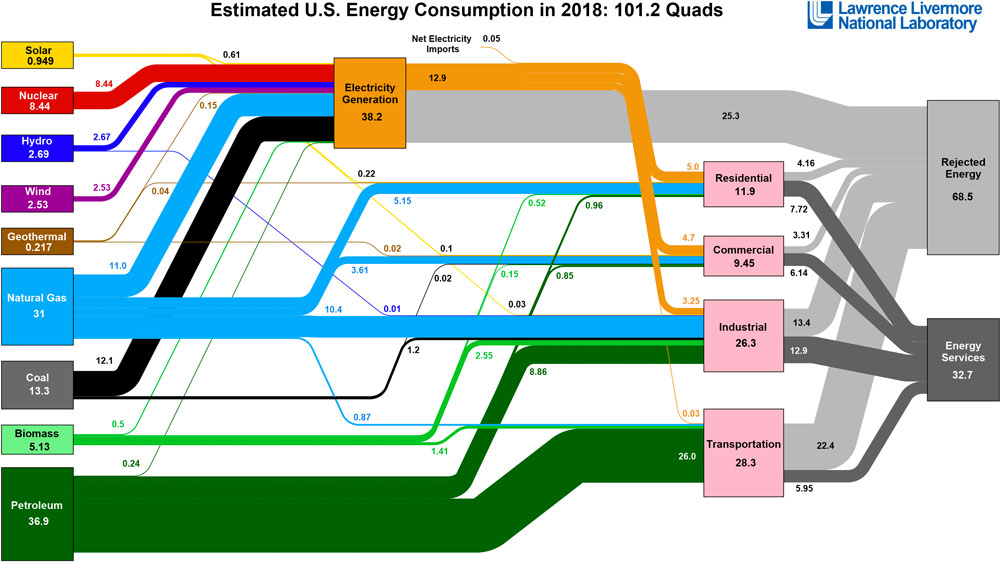 Estimated U.S. Energy Consumption in 2018: 101.2 Quads
Lawrence Livermore
National Laboratory
Net Electricity
Imports
0.05
Solar
0.949
0.61
Nuclear
8.44
8.44
12.9
Electricity
Generation
38.2
0.15
25.3
Hydro
2.69
2.67
Rejected
Energy
68.5
Wind
2.53
2.53
0.04
0.22
5.15
0.52
0.96
5.0
Residential
11.9
4.16
7.72
Geothermal
0.217
0.02
0.1
4.7
Commercial
9.45
3.31
6.14
11.0
3.61
0.02
0.15
0.85
Natural Gas
31
10.4
0.01
0.03
3.25
Industrial
26.3
13.4
12.9
Energy
Services
32.7
12.1
Coal
13.3
1.2
2.55
8.86
0.5
Biomass
5.13
0.87
1.41
0.03
0.24
Petroleum
36.9
26.0
Transportation
28.3
22.4
5.95